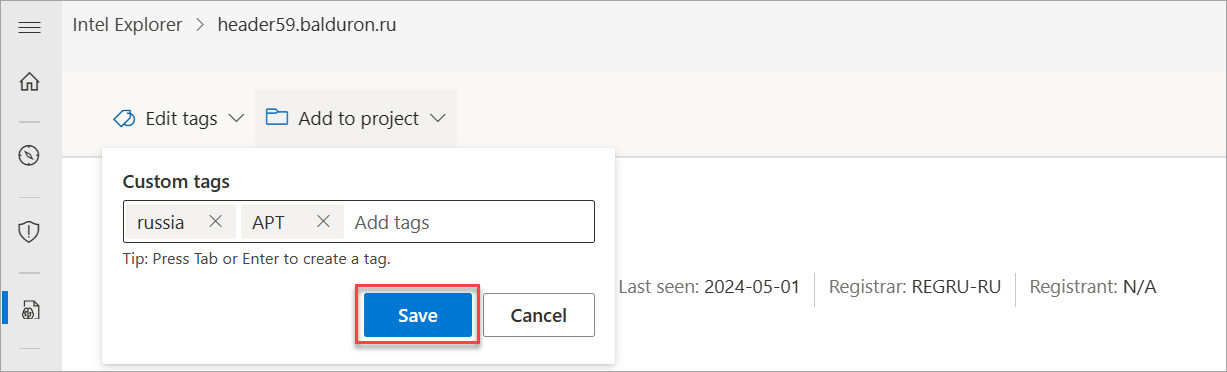 Intel Explorer > header59.balduron.ru
Edit tags Add to project
Custom tags
russia APT Add tags
Tip: Press Tab or Enter to create a tag.
Save Cancel
Last seen: 2024-05-01 Registrar: REGRU-RU Registrant: N/A